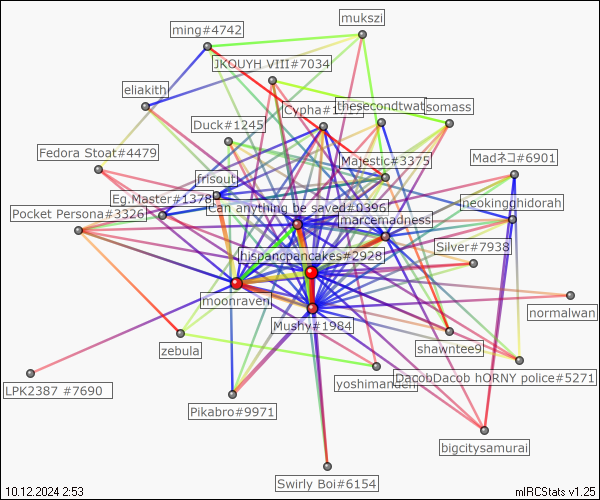 mukszi
ming#4742
JKOUYH VIII#7034
eliakith
Cypha#1
thesecondtwat
somass
Duck#1245
Fedora Stoat#4479
Majestic#3375
Madネコ#6901
frisout
Eg.Master#1378
Can anything be saved#0396
neokingghidorah
Pocket Persona#3326
marcemadness
Silver#7938
hispancpancakes#2928
moonraven
normalwan
Mushy#1984
zebula
shawntee9
LPK2387 #7690
yoshimanden
DacobDacob hORNY police#5271
Pikabro#9971
bigcitysamurai
Swirly Boi#6154
10.12.2024 2:53
mIRCStats v1.25